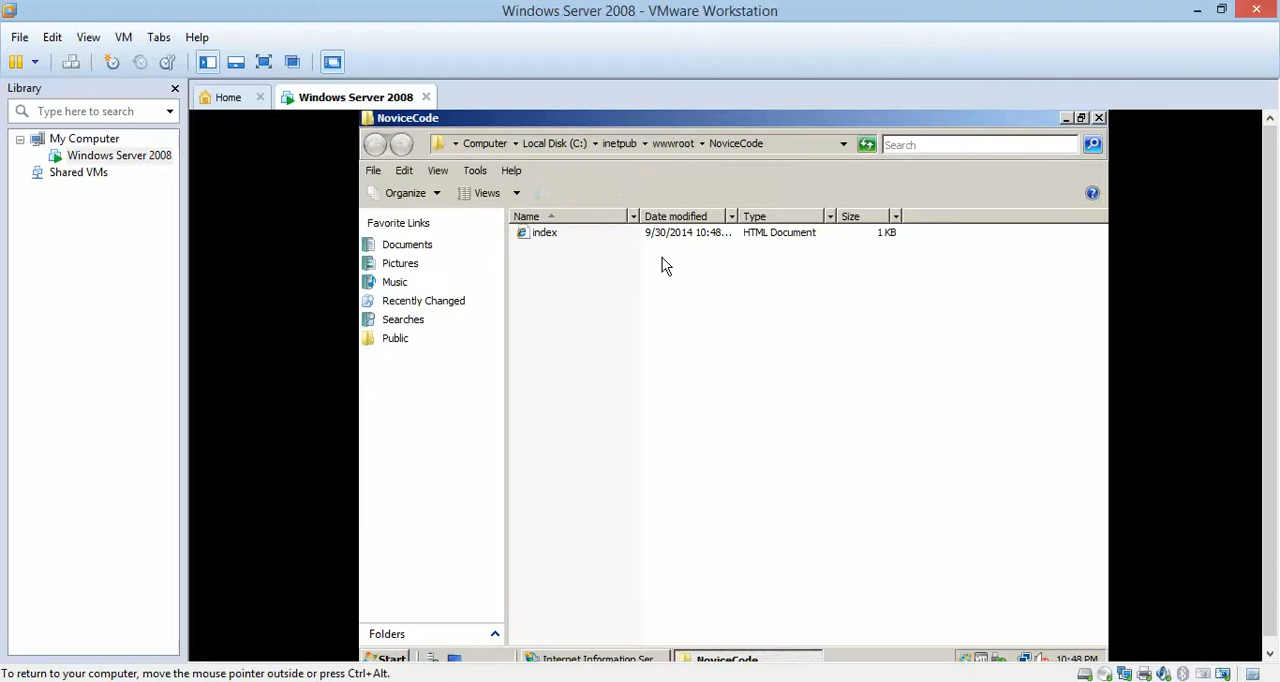 Windows Server 2008 - VMware Workstation
File Edit View VM Tabs Help
Library
Home
Windows Server 2008
Type here to search
My Computer
Windows Server 2008
Shared VMs
NoviceCode
Computer Local Disk (C:) inetpub wwwroot NoviceCode
Search
File Edit View Tools Help
Organize Views
Favorite Links
Documents
Pictures
Music
Recently Changed
Searches
Public
Folders
Name Date modified Type Size
index 9/30/2014 10:48... HTML Document 1 KB
Start
Internet Information Ser...
NoviceCode
10:48 PM
To return to your computer, move the mouse pointer outside or press Ctrl+Alt.